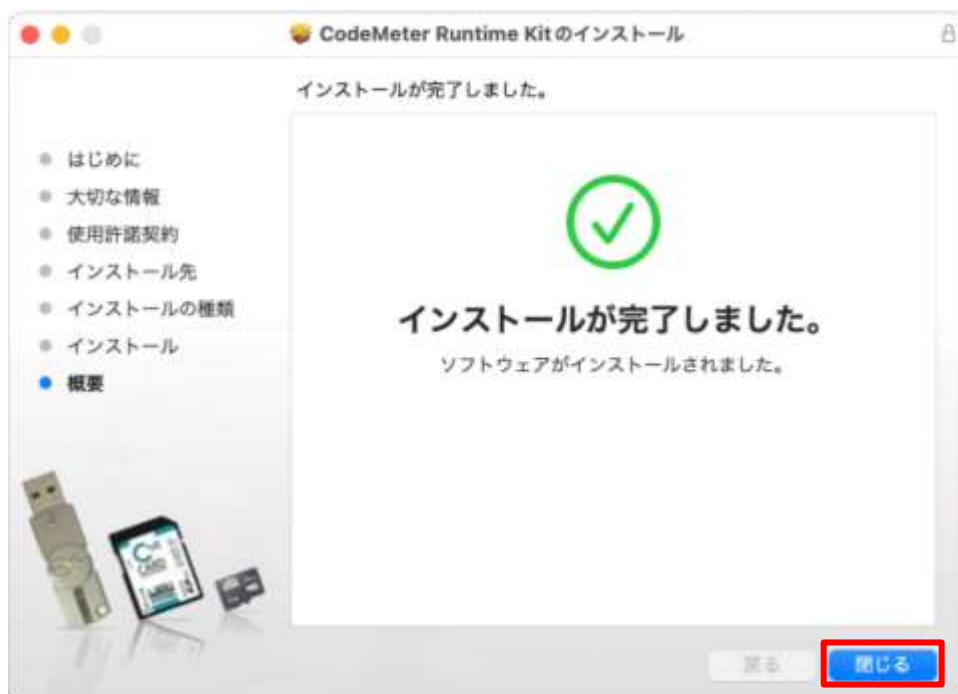 CodeMeter Runtime Kitのインストール
インストールが完了しました。
はじめに
大切な情報
使用許諾契約
インストール先
インストールの種類
インストール
概要
インストールが完了しました。
ソフトウェアがインストールされました。
戻る
閉じる